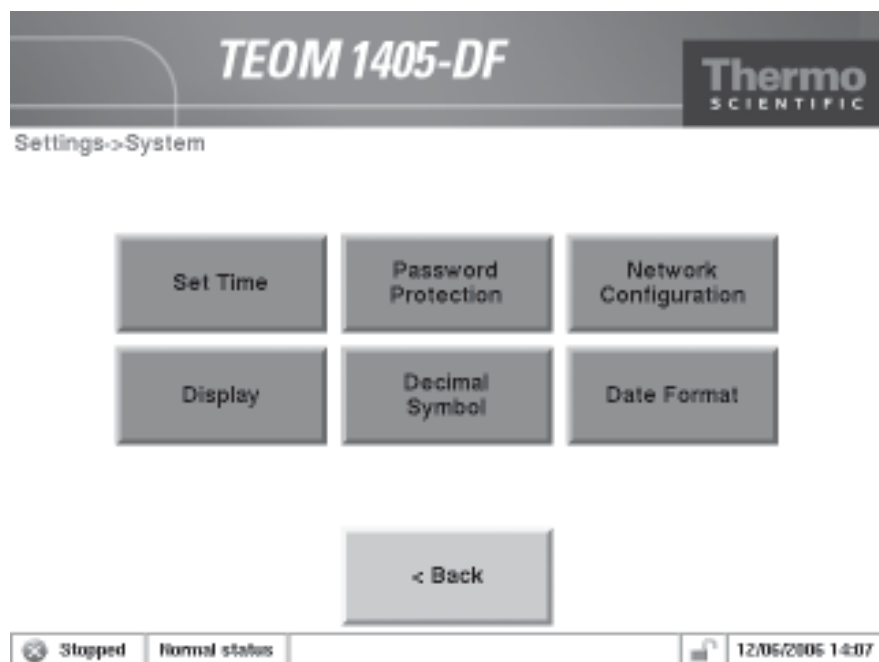 TEOM 1405-DF
Thermo
SCIENTIFIC
Settings->System
Set Time
Password
Protection
Network
Configuration
Display
Decimal
Symbol
Date Format
< Back
Stopped
Normal status
12/06/2006 14:07